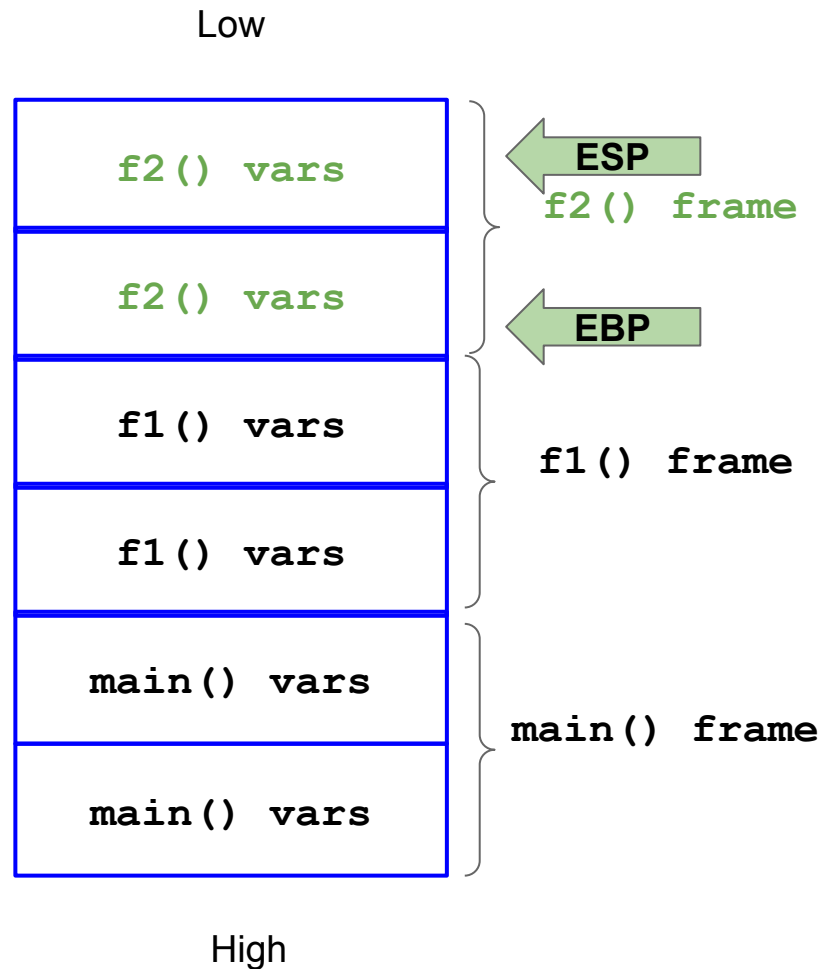 Low
f2() vars
ESP
f2() frame
f2() vars
EBP
f1() vars
f1() frame
f1() vars
main() vars
main() frame
main() vars
High